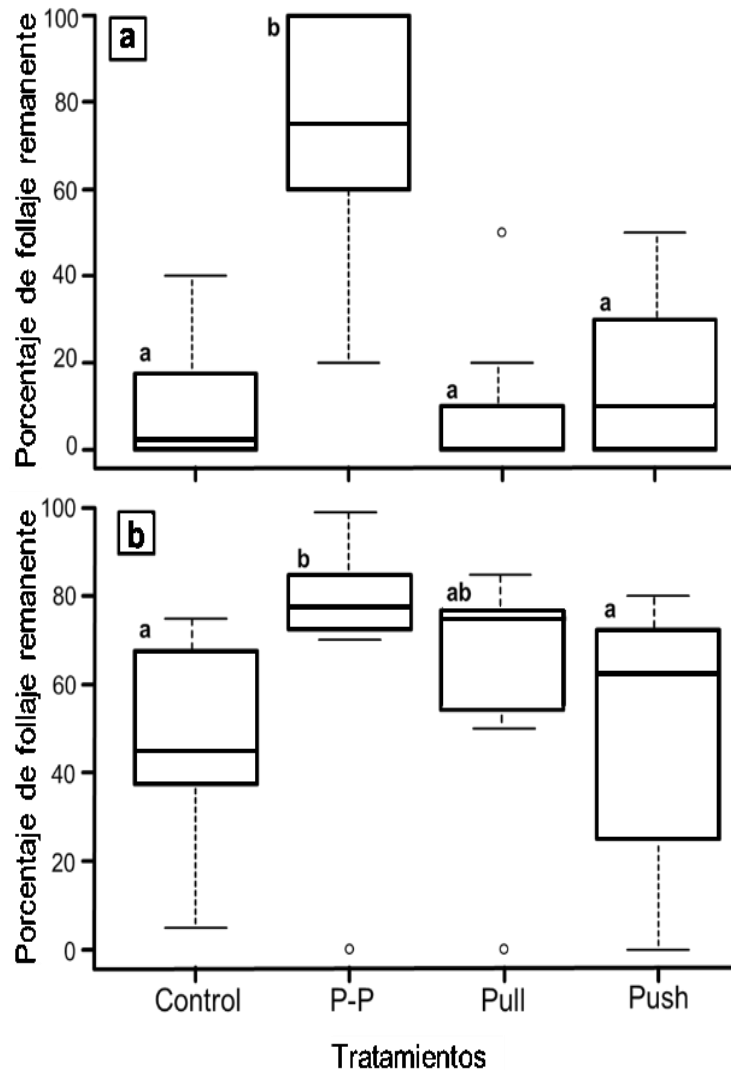 Porcentaje de follaje remanente
100
80
60
40
20
0
a
a
b
a
a
Porcentaje de follaje remanente
100
80
60
40
20
0
b
a
b
ab
a
Control P-P Pull Push
Tratamientos